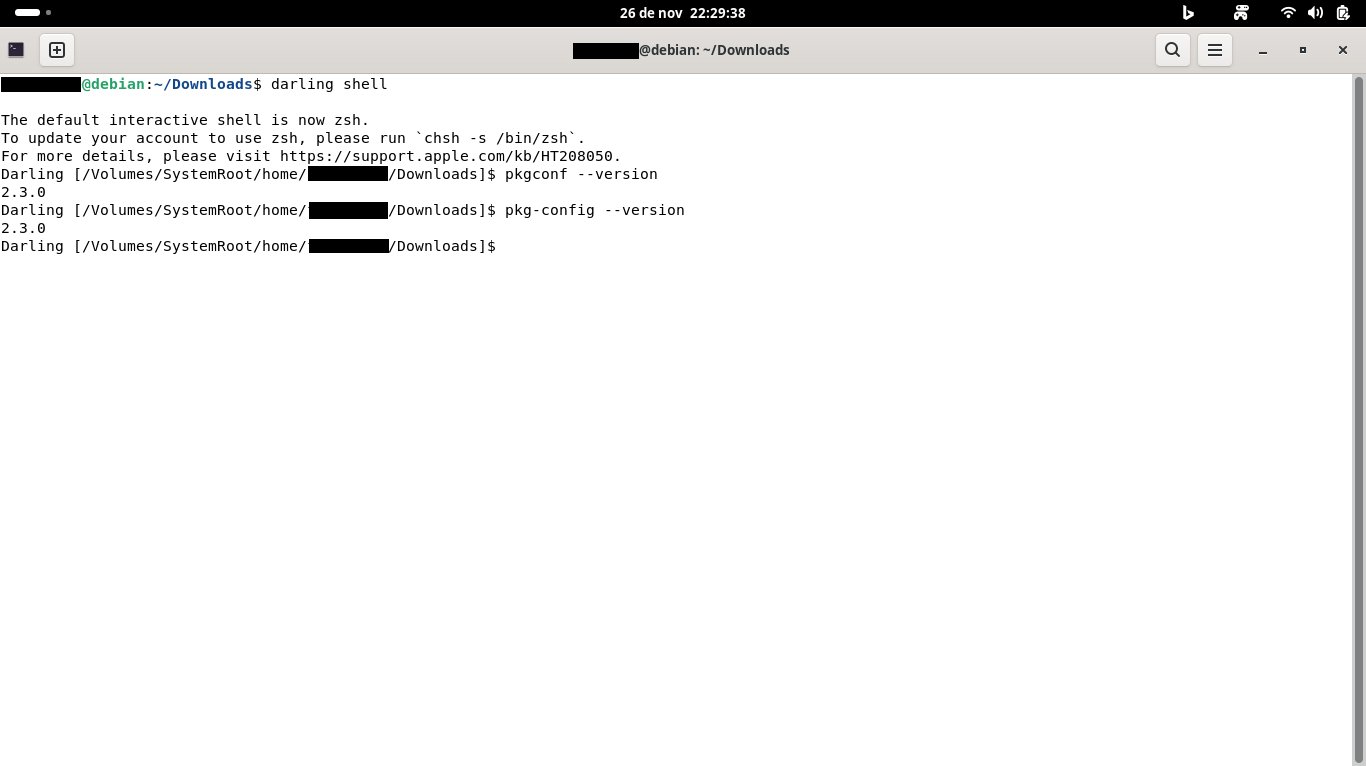 26 de nov 22:29:38
@debian: ~/Downloads
@debian:~/Downloads$ darling shell
The default interactive shell is now zsh.
To update your account to use zsh, please run `chsh -s /bin/zsh`.
For more details, please visit https://support.apple.com/kb/HT208050.
Darling [/Volumes/SystemRoot/home/ /Downloads]$ pkgconf --version
2.3.0
Darling [/Volumes/SystemRoot/home/ /Downloads]$ pkg-config --version
2.3.0
Darling [/Volumes/SystemRoot/home/ /Downloads]$